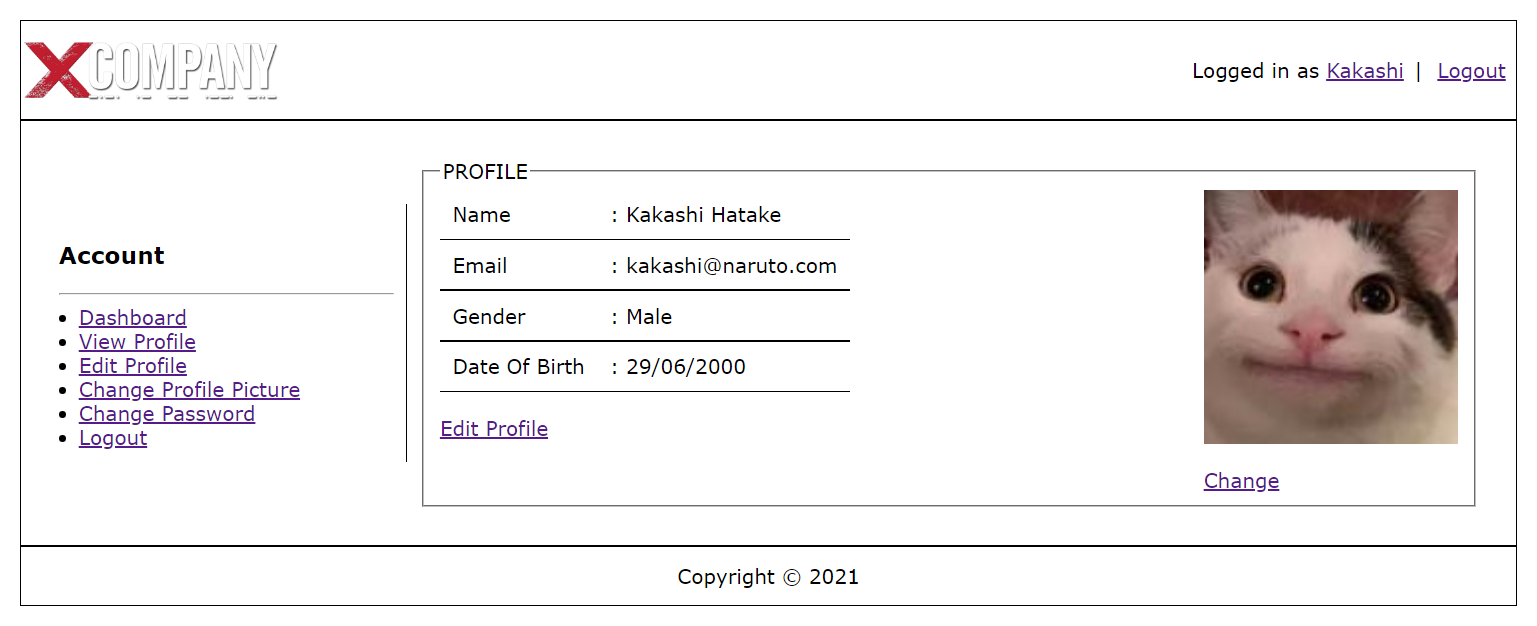 XCOMPANY
Logged in as Kakashi | Logout
Account
Dashboard
View Profile
Edit Profile
Change Profile Picture
Change Password
Logout
PROFILE
Name : Kakashi Hatake
Email : kakashi@naruto.com
Gender : Male
Date Of Birth : 29/06/2000
Edit Profile
Change
Copyright © 2021